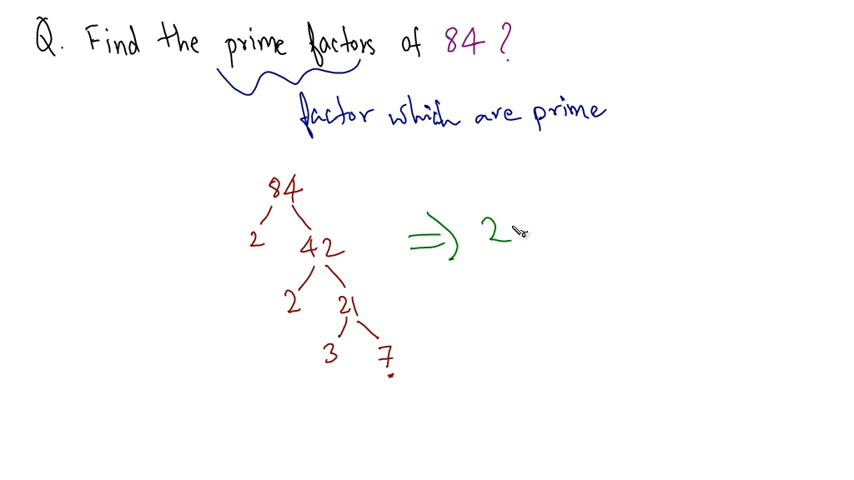 Q. Find the prime factors of 84?
factor which are prime
84
2 42
⇒ 2
2 21
3 7